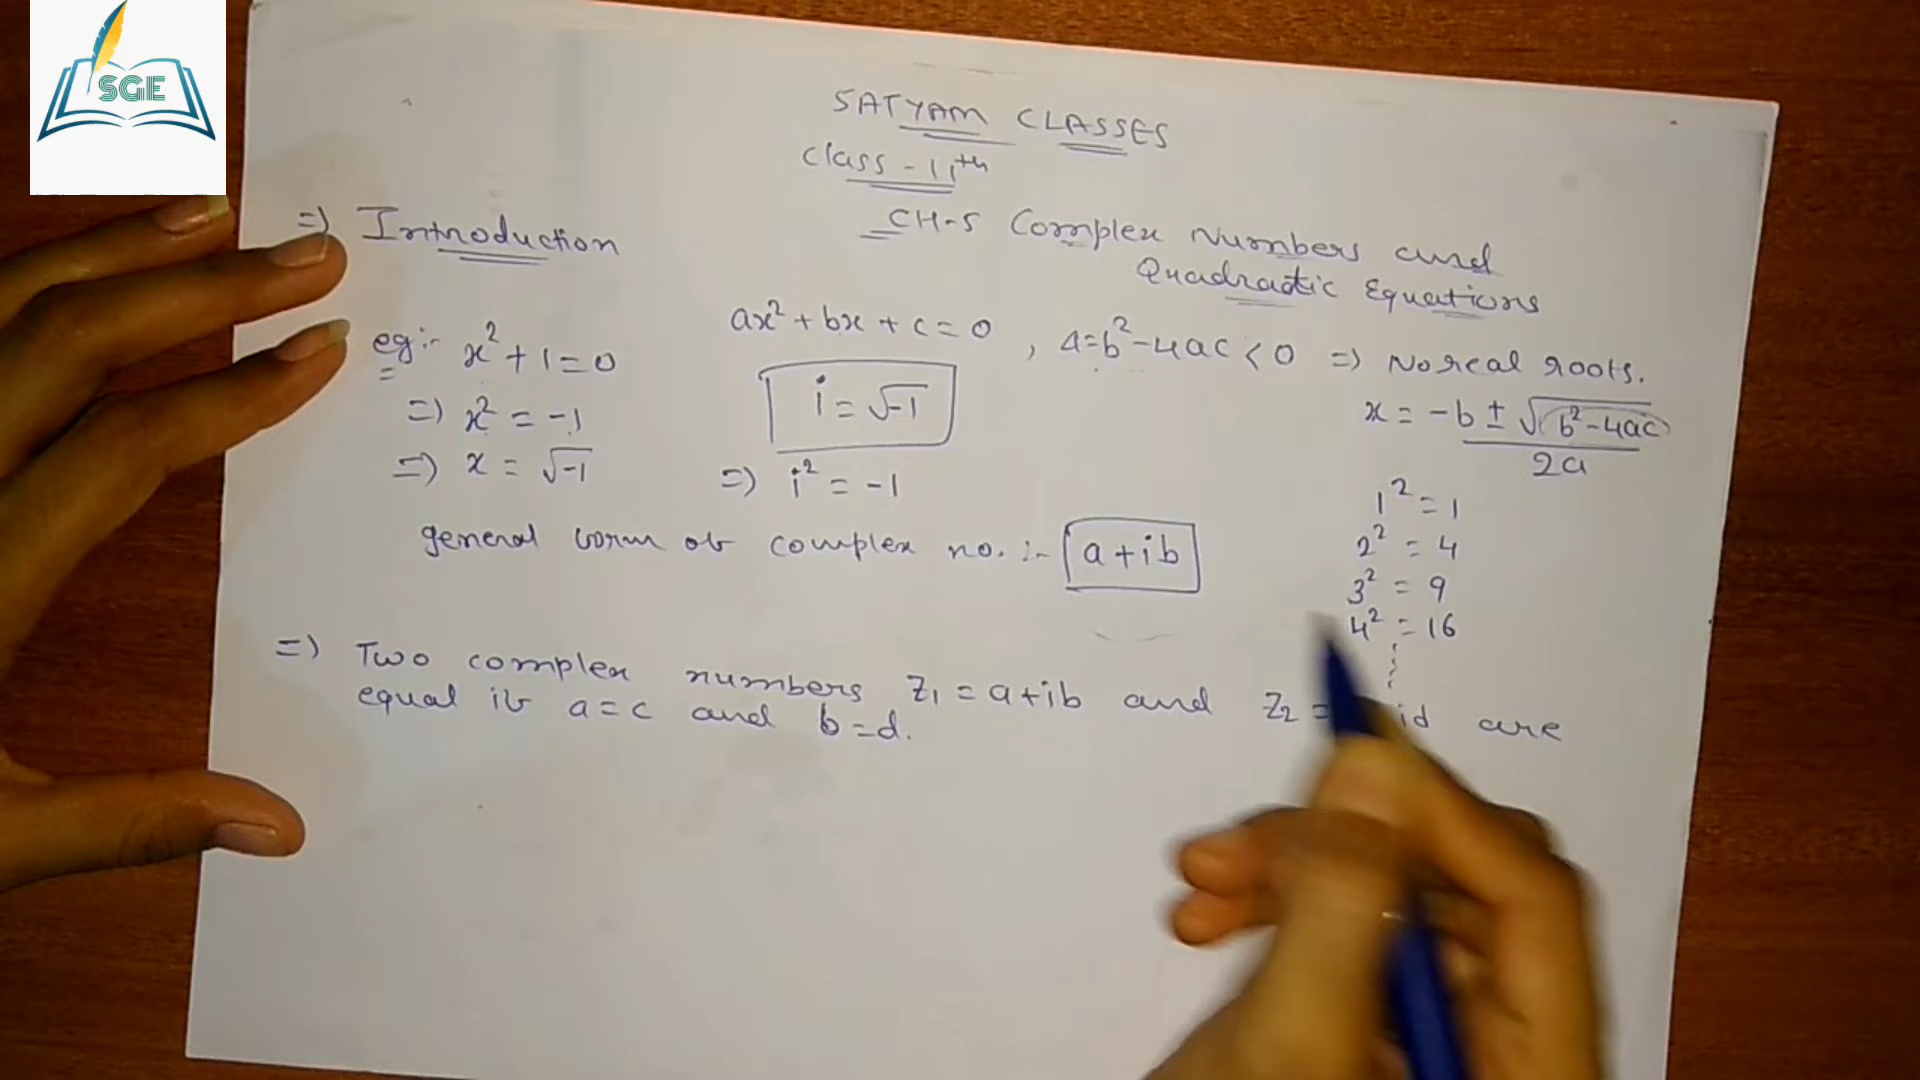 SGE
SATYAM CLASSES
Class - 11th
=> Introduction
CH-5 Complex Numbers and
Quadratic Equations
eg:- x² + 1 = 0
ax² + bx + c = 0 , Δ = b² - 4ac < 0 => No real roots.
=> x² = -1
i = √-1
x = -b ± √b² - 4ac
2a
=> x = √-1
=> i² = -1
1² = 1
2² = 4
3² = 9
4² = 16
general form of complex no. :- a + ib
=> Two complex numbers z₁ = a + ib and z₂ = id are
equal if a = c and b = d.